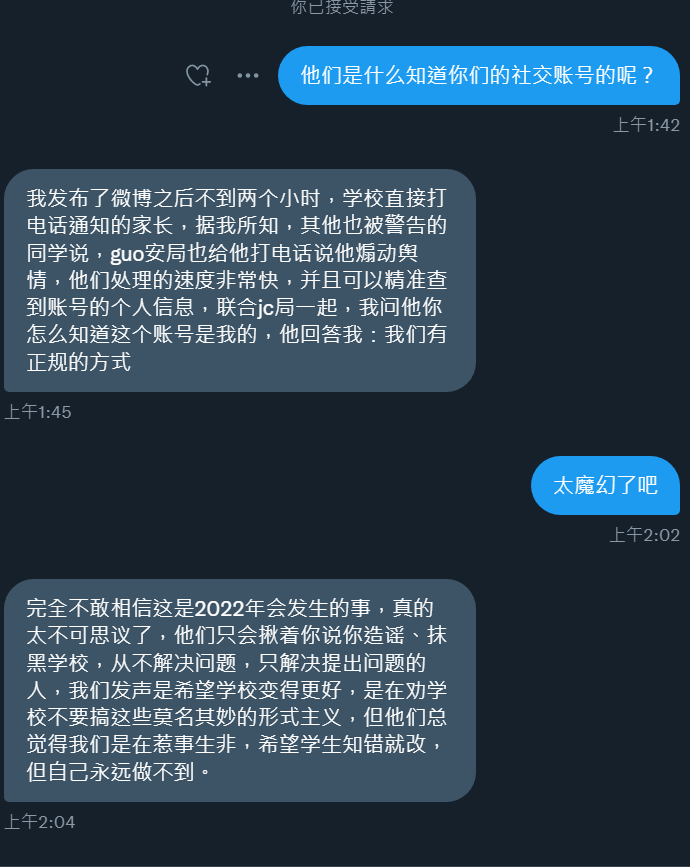 你已接受請求
他们是什么知道你们的社交账号的呢？
上午1:42
我发布了微博之后不到两个小时，学校直接打
电话通知的家长，据我所知，其他也被警告的
同学说，guo安局也给他打电话说他煽动舆
情，他们处理的速度非常快，并且可以精准查
到账号的个人信息，联合jc局一起，我问他你
怎么知道这个账号是我的，他回答我：我们有
正规的方式
上午1:45
太魔幻了吧
上午2:02
完全不敢相信这是2022年会发生的事，真的
太不可思议了，他们只会揪着你说你造谣、抹
黑学校，从不解决问题，只解决提出问题的
人，我们发声是希望学校变得更好，是在劝学
校不要搞这些莫名其妙的形式主义，但他们总
觉得我们是在惹事生非，希望学生知错就改，
但自己永远做不到。
上午2:04